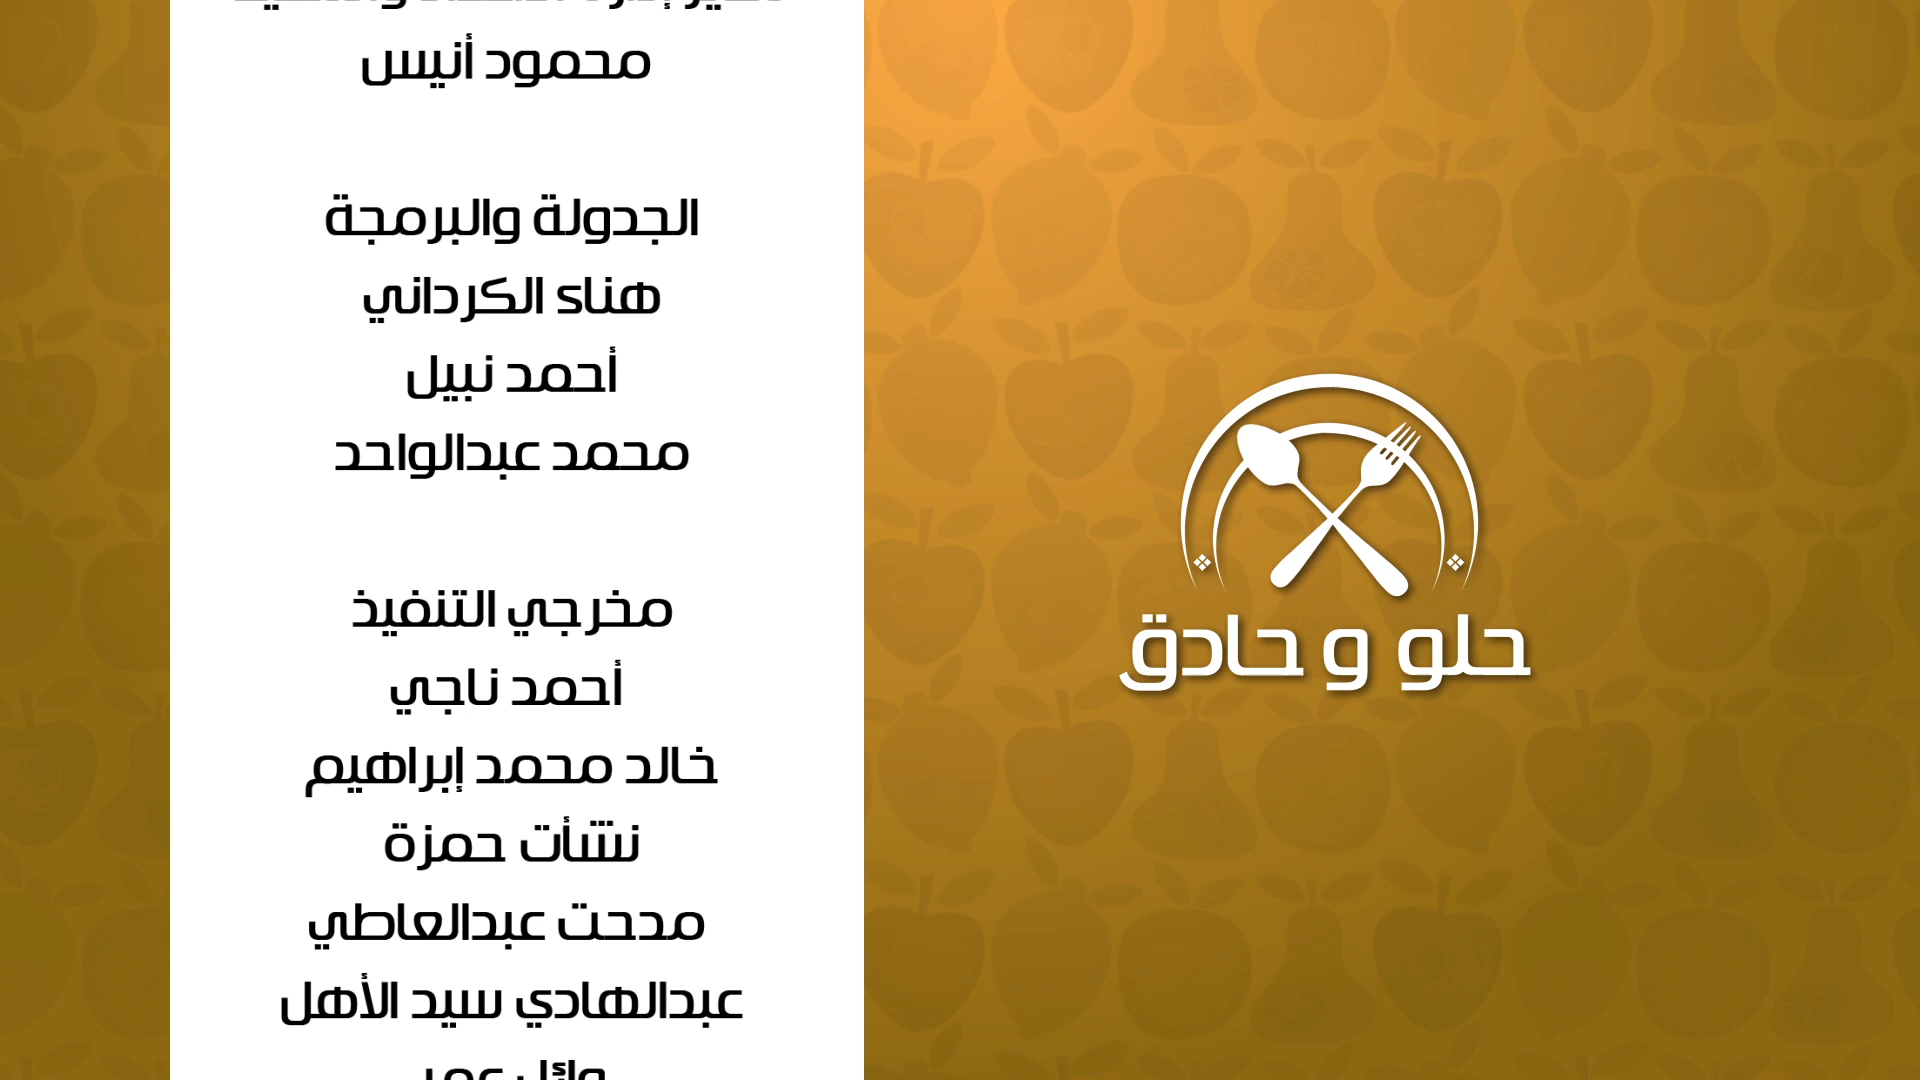 محمود أنيس
الجدولة والبرمجة
هناء الكرداني
أحمد نبيل
محمد عبدالواحد
مخرجي التنفيذ
أحمد ناجي
خالد محمد إبراهيم
نشأت حمزة
مدحت عبدالعاطي
عبدالهادي سيد الأهل
حلو و حادق